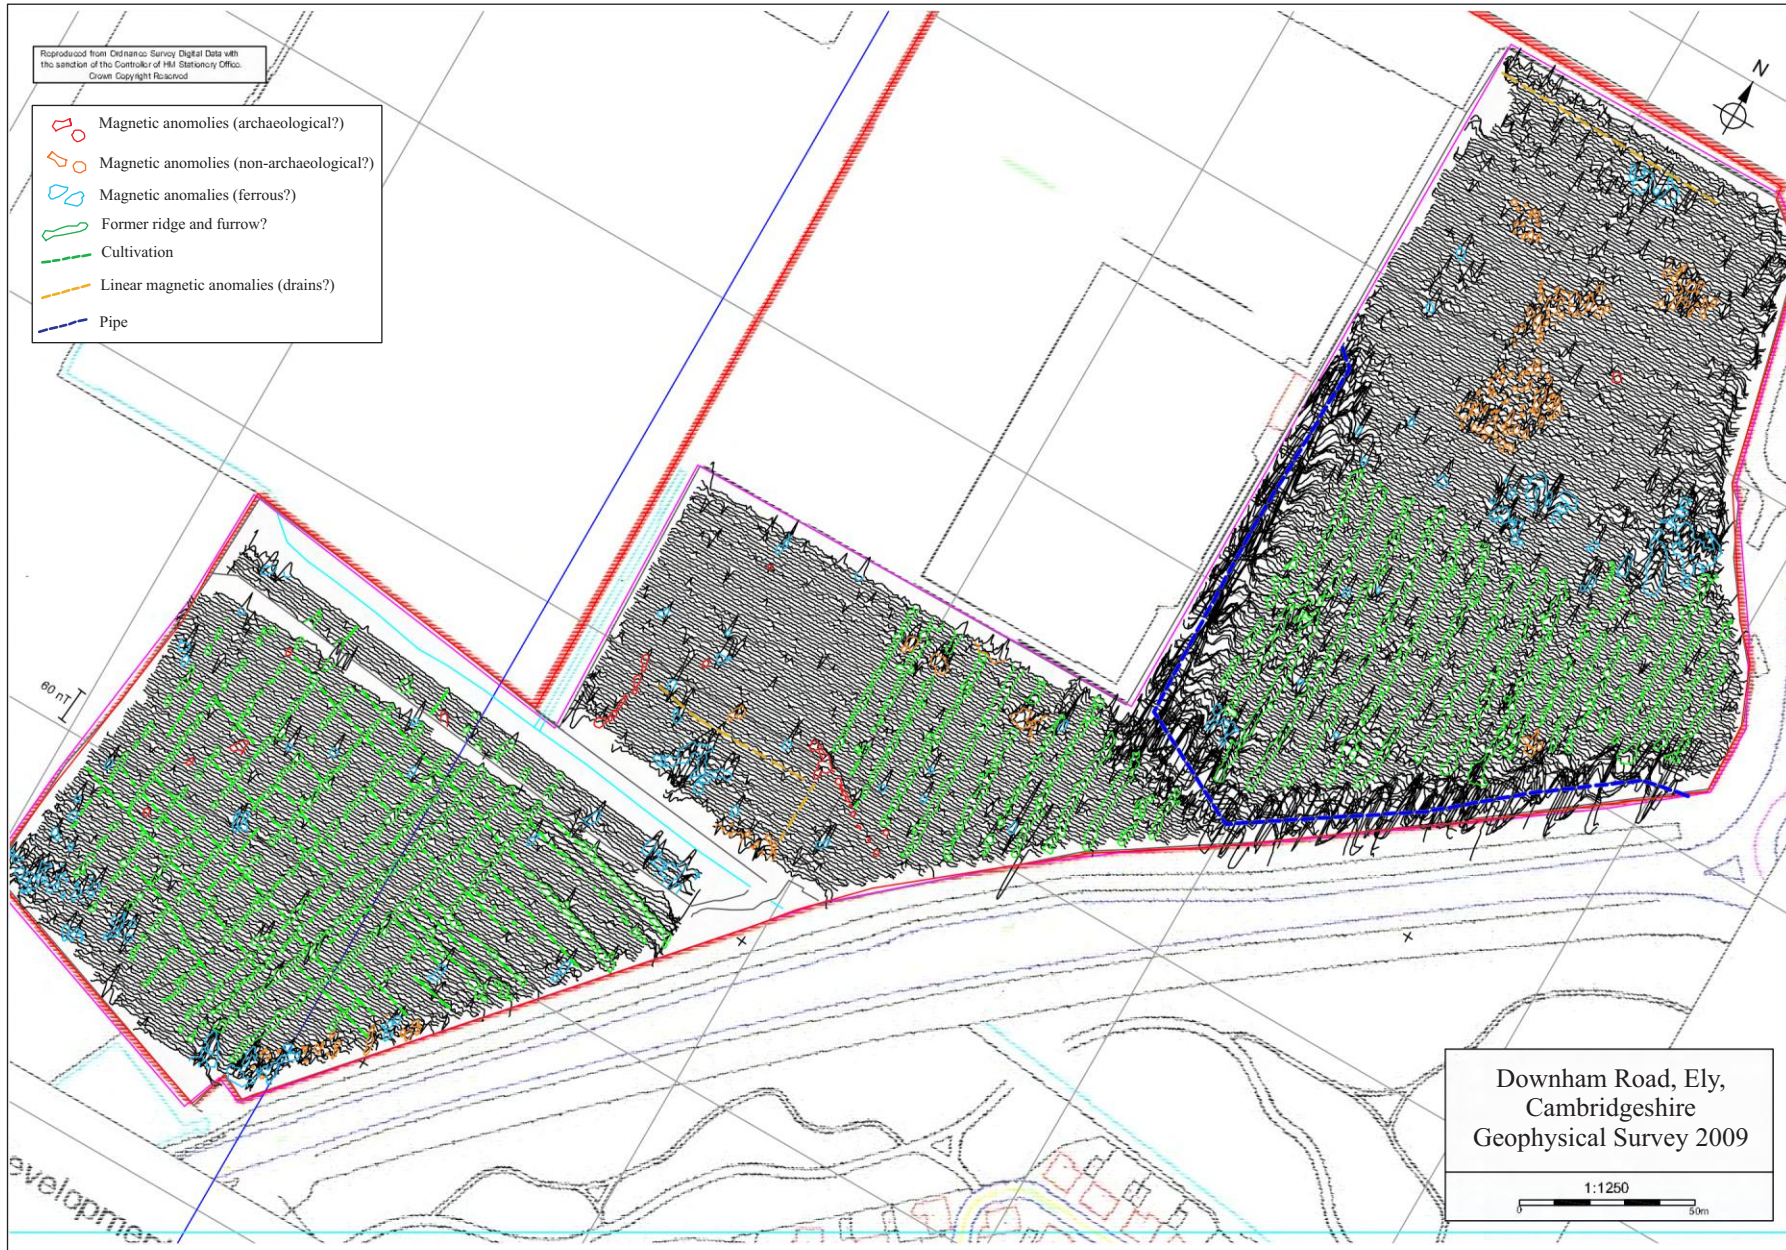 Reproduced from Ordnance Survey Digital Data with
the sanction of the Controller of HM Stationery Office.
Crown Copyright Reserved
Magnetic anomolies (archaeological?)
Magnetic anomolies (non-archaeological?)
Magnetic anomalies (ferrous?)
Former ridge and furrow?
Cultivation
Linear magnetic anomalies (drains?)
Pipe
N
60 nT
evelopmen
Downham Road, Ely,
Cambridgeshire
Geophysical Survey 2009
1:1250
0 50m